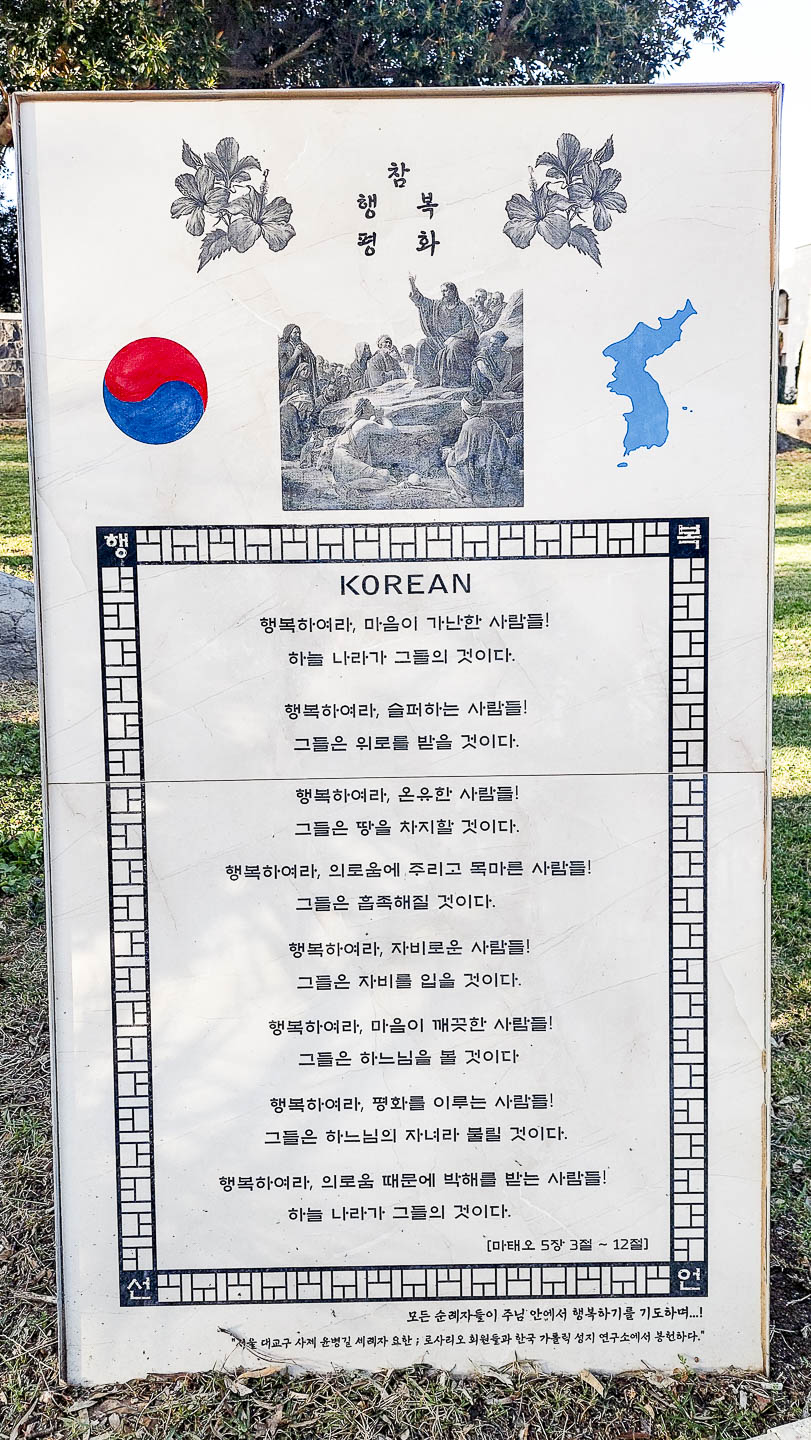 참
행 복
평 화
행 복
KOREAN
행복하여라, 마음이 가난한 사람들!
하늘 나라가 그들의 것이다.
행복하여라, 슬퍼하는 사람들!
그들은 위로를 받을 것이다.
행복하여라, 온유한 사람들!
그들은 땅을 차지할 것이다.
행복하여라, 의로움에 주리고 목마른 사람들!
그들은 흡족해질 것이다.
행복하여라, 자비로운 사람들!
그들은 자비를 입을 것이다.
행복하여라, 마음이 깨끗한 사람들!
그들은 하느님을 볼 것이다
행복하여라, 평화를 이루는 사람들!
그들은 하느님의 자녀라 불릴 것이다.
행복하여라, 의로움 때문에 박해를 받는 사람들!
하늘 나라가 그들의 것이다.
[마태오 5장 3절 ~ 12절]
선 언
모든 순례자들이 주님 안에서 행복하기를 기도하며...!
"서울 대교구 사제 윤병길 세례자 요한 ; 로사리오 회원들과 한국 가톨릭 성지 연구소에서 봉헌하다."